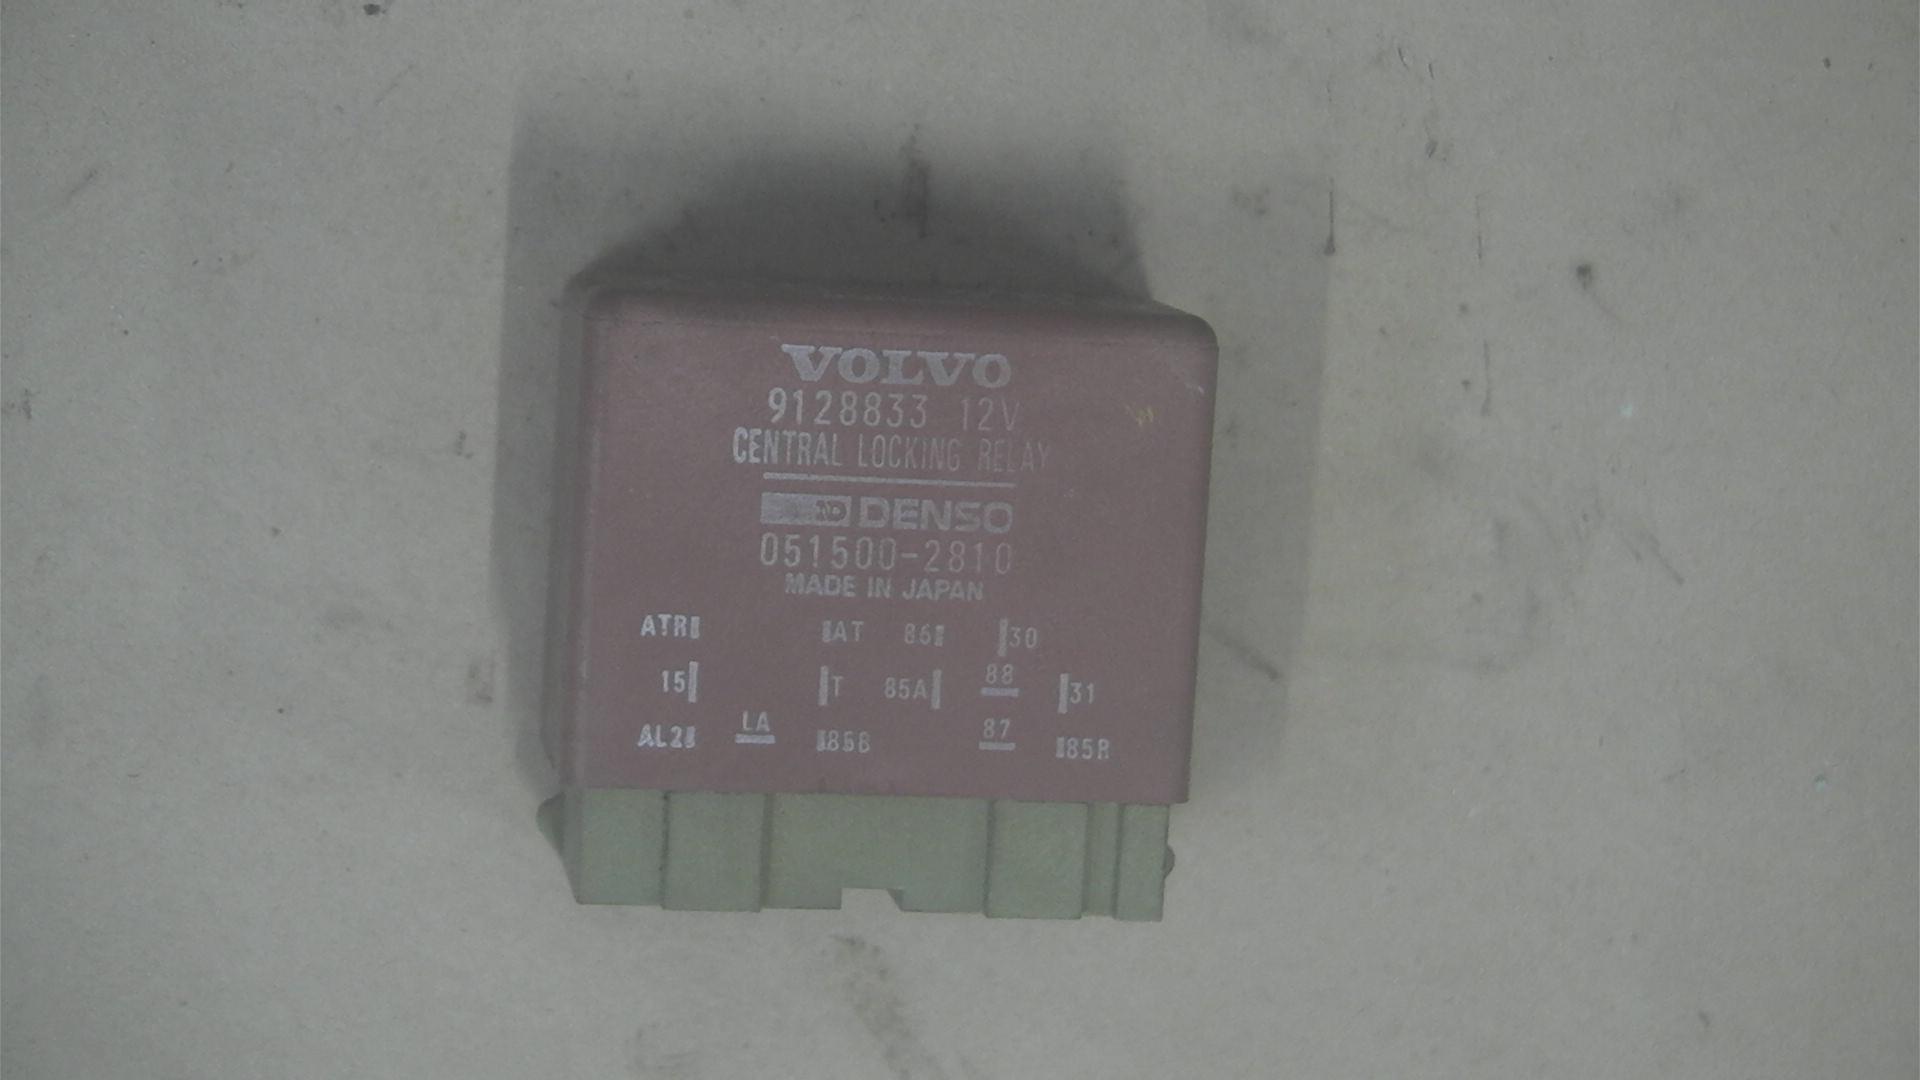 VOLVO
9128833 12V
CENTRAL LOCKING RELAY
ND DENSO
051500-2810
MADE IN JAPAN
ATR AT 86 30
15 T 85A 88 31
AL2 LA 85B 87 85R